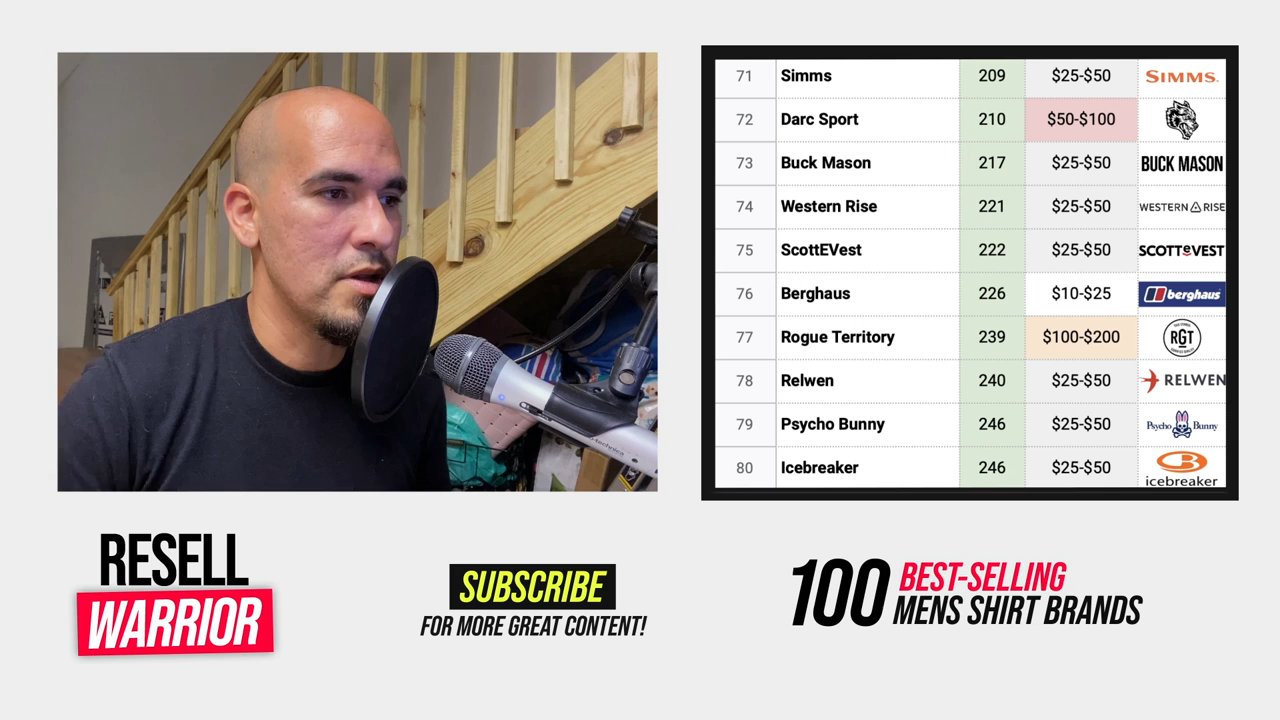 71 Simms 209 $25-$50 SIMMS.
72 Darc Sport 210 $50-$100
73 Buck Mason 217 $25-$50 BUCK MASON
74 Western Rise 221 $25-$50 WESTERN RISE
75 ScottEVest 222 $25-$50 SCOTTeVEST
76 Berghaus 226 $10-$25 berghaus
77 Rogue Territory 239 $100-$200 RGT
78 Relwen 240 $25-$50 RELWEN
79 Psycho Bunny 246 $25-$50 Psycho Bunny
80 Icebreaker 246 $25-$50 icebreaker
RESELL
WARRIOR
SUBSCRIBE
FOR MORE GREAT CONTENT!
100 BEST-SELLING
MENS SHIRT BRANDS